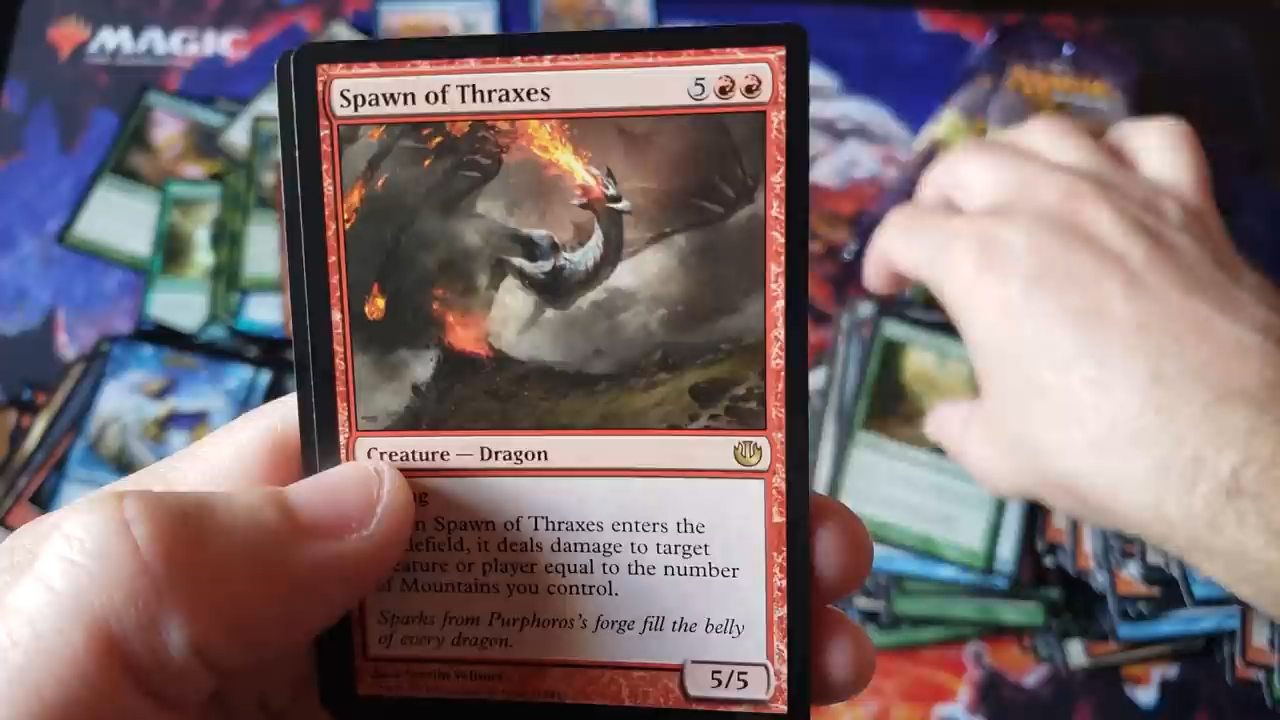 MAGIC
Spawn of Thraxes 5
Creature — Dragon
Spawn of Thraxes enters the
it deals damage to target
or player equal to the number
Mountains you control.
Sparks from Purphoros's forge fill the belly
of every dragon.
5/5